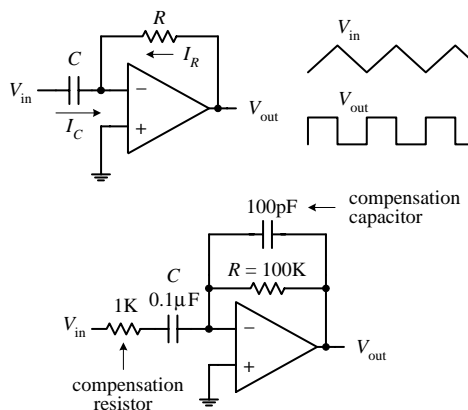 R
I_R
C
V_in
I_C
−
+
V_out
V_in
V_out
100pF
compensation
capacitor
R = 100K
C
0.1μF
1K
V_in
−
+
V_out
compensation
resistor